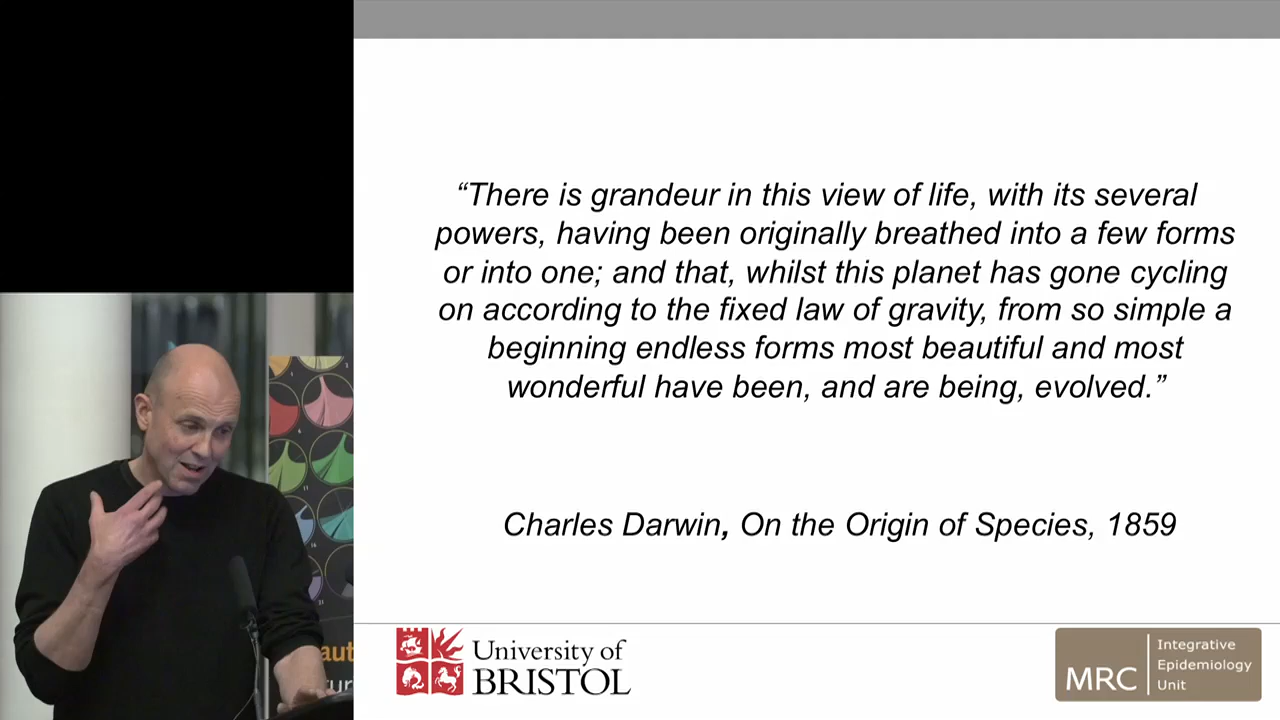 “There is grandeur in this view of life, with its several
powers, having been originally breathed into a few forms
or into one; and that, whilst this planet has gone cycling
on according to the fixed law of gravity, from so simple a
beginning endless forms most beautiful and most
wonderful have been, and are being, evolved.”
Charles Darwin, On the Origin of Species, 1859
University of
BRISTOL
MRC
Integrative
Epidemiology
Unit